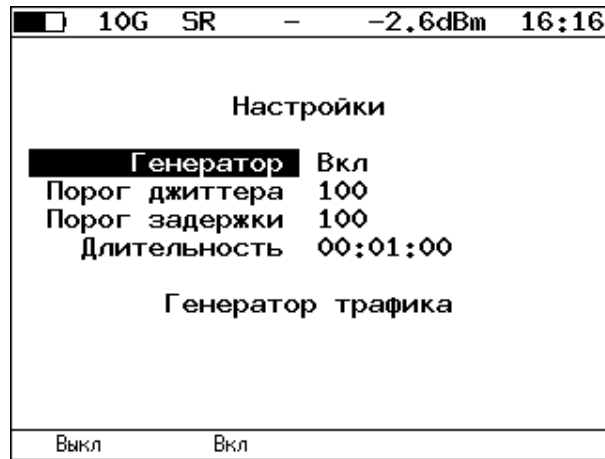 10G SR – -2.6dBm 16:16
Настройки
Генератор Вкл
Порог джиттера 100
Порог задержки 100
Длительность 00:01:00
Генератор трафика
Выкл Вкл